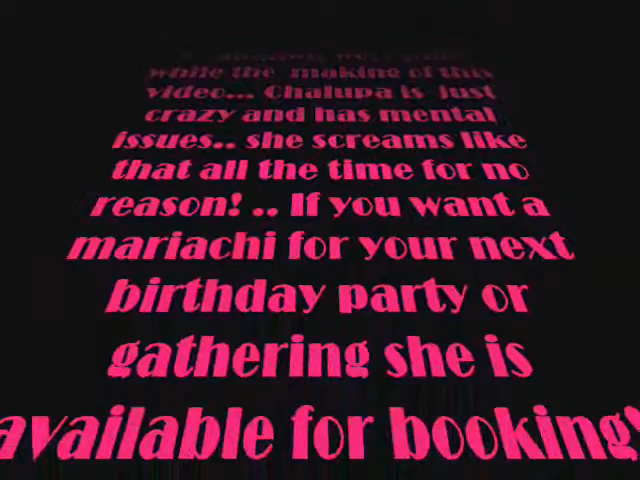 while the making of this
video... Chalupa is just
crazy and has mental
issues.. she screams like
that all the time for no
reason! .. If you want a
mariachi for your next
birthday party or
gathering she is
available for booking!